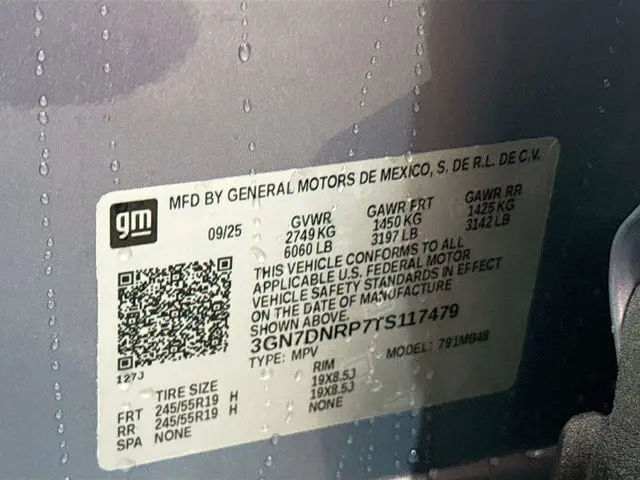 gm
MFD BY GENERAL MOTORS DE MEXICO, S. DE R.L. DE C.V.
09/25 GVWR GAWR FRT GAWR RR
2749 KG 1450 KG 1425 KG
6060 LB 3197 LB 3142 LB
THIS VEHICLE CONFORMS TO ALL
APPLICABLE U.S. FEDERAL MOTOR
VEHICLE SAFETY STANDARDS IN EFFECT
ON THE DATE OF MANUFACTURE
SHOWN ABOVE.
3GN7DNRP7TS117479
TYPE: MPV MODEL:
127J
TIRE SIZE RIM
FRT 245/55R19 H 19X8.5J
RR 245/55R19 H 19X8.5J
SPA NONE NONE